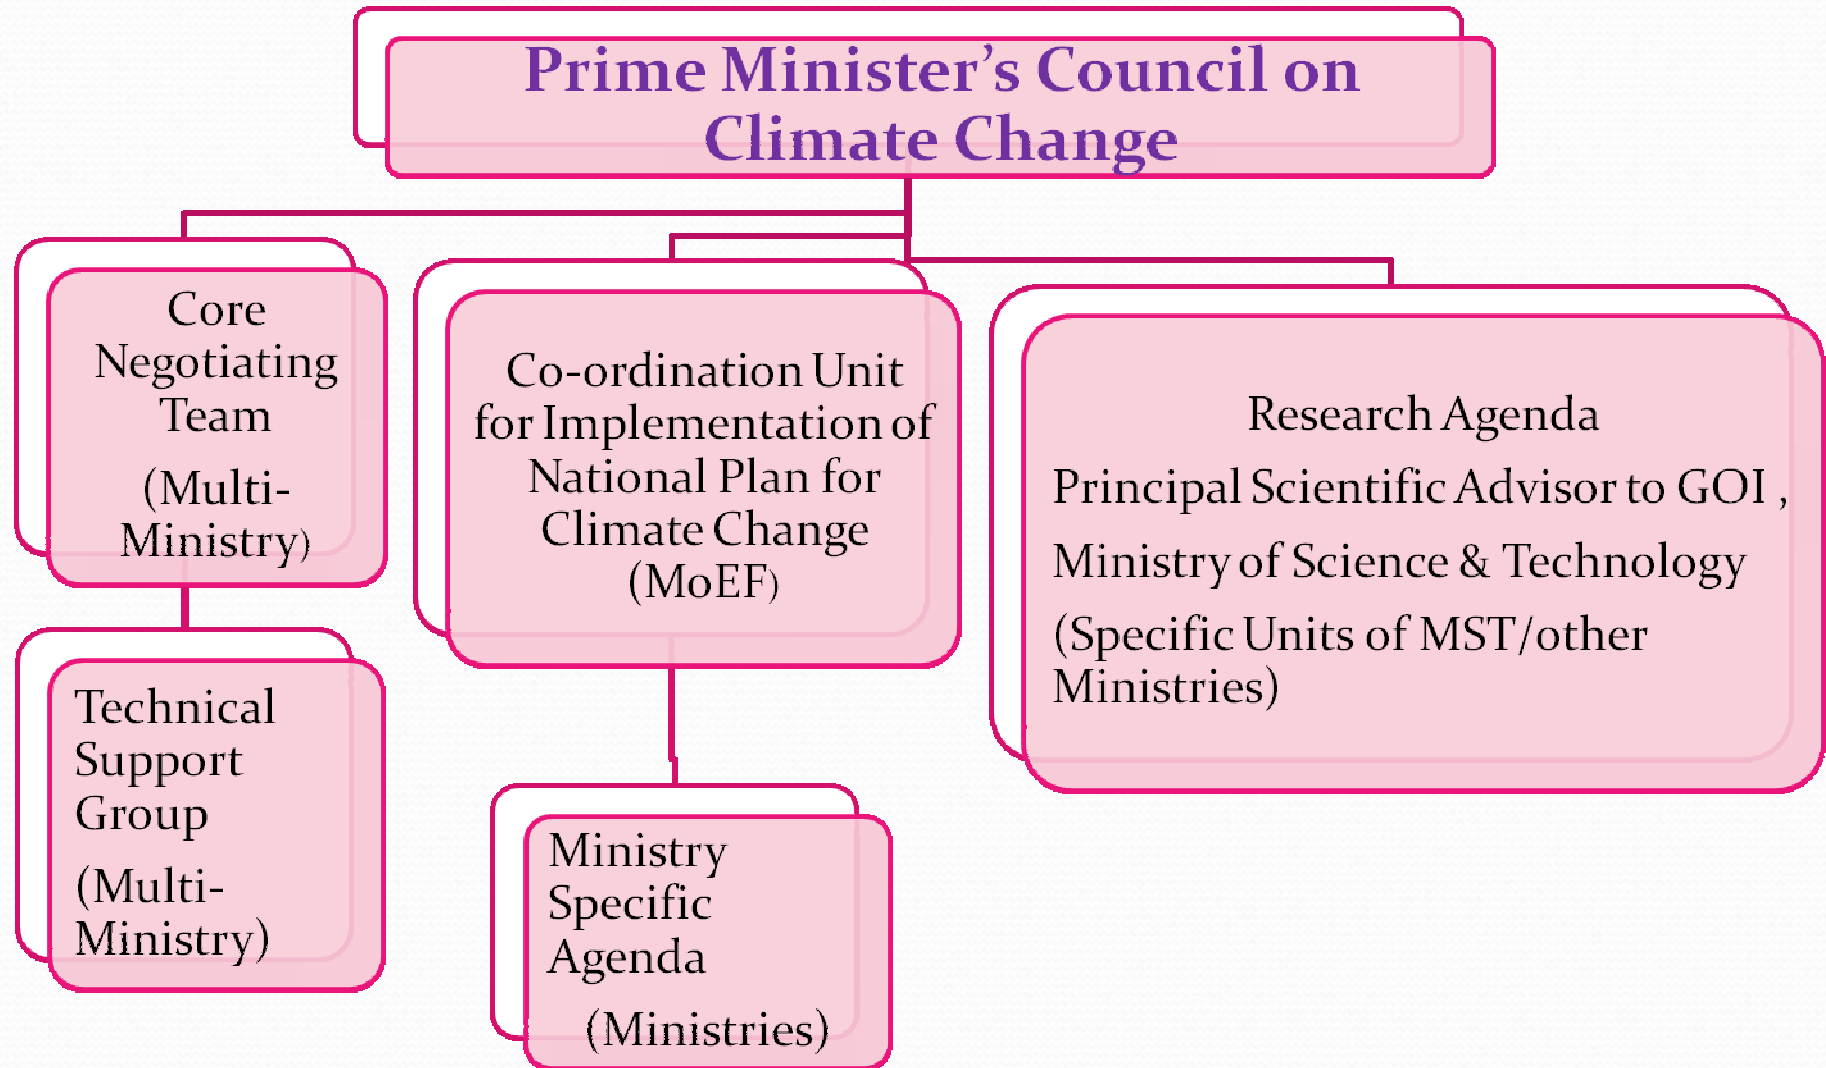 Prime Minister’s Council on
Climate Change
Core
Negotiating
Team
(Multi-
Ministry)
Technical
Support
Group
(Multi-
Ministry)
Co-ordination Unit
for Implementation of
National Plan for
Climate Change
(MoEF)
Ministry
Specific
Agenda
(Ministries)
Research Agenda
Principal Scientific Advisor to GOI ,
Ministry of Science & Technology
(Specific Units of MST/other
Ministries)